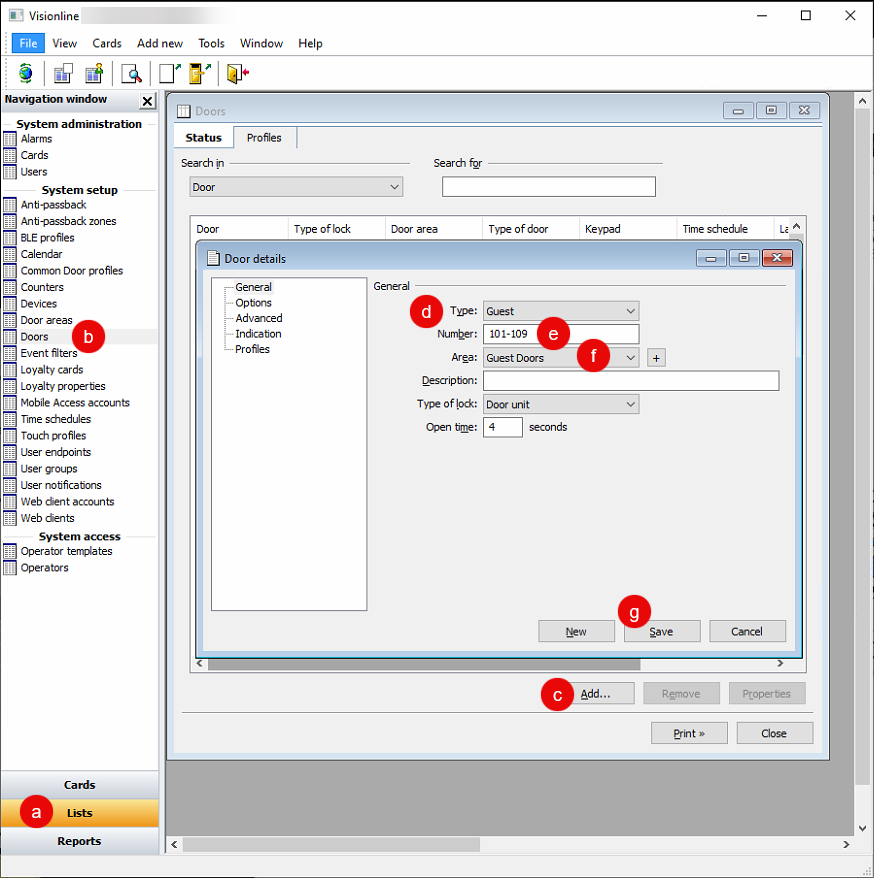 Visionline
File View Cards Add new Tools Window Help
Navigation window
System administration
Alarms
Cards
Users
System setup
Anti-passback
Anti-passback zones
BLE profiles
Calendar
Common Door profiles
Counters
Devices
Door areas
Doors
b
Event filters
Loyalty cards
Loyalty properties
Mobile Access accounts
Time schedules
Touch profiles
User endpoints
User groups
User notifications
Web client accounts
Web clients
System access
Operator templates
Operators
Cards
a Lists
Reports
Doors
Status Profiles
Search in Search for
Door
Door Type of lock Door area Type of door Keypad Time schedule La
Door details
General
Options
Advanced
Indication
Profiles
General
d Type: Guest
Number: 101-109 e
Area: Guest Doors f +
Description:
Type of lock: Door unit
Open time: 4 seconds
g
New Save Cancel
c Add... Remove Properties
Print » Close